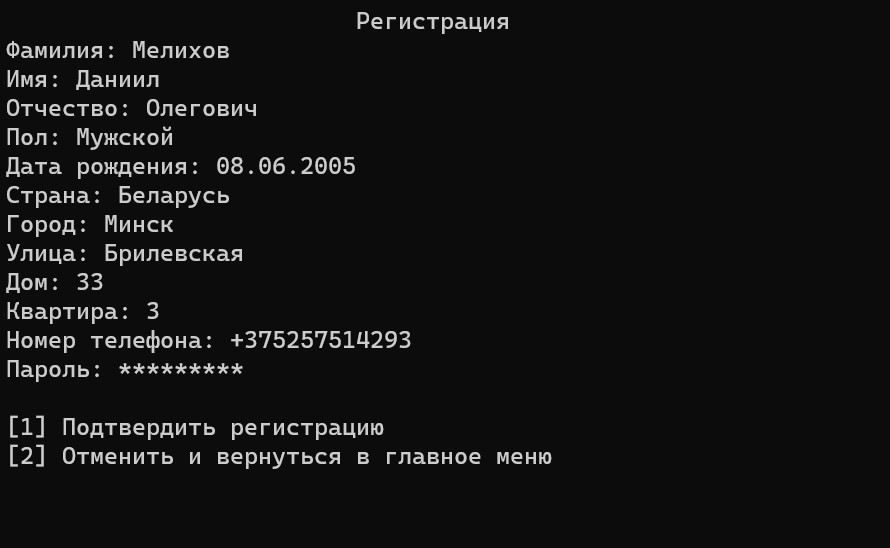 Регистрация
Фамилия: Мелихов
Имя: Даниил
Отчество: Олегович
Пол: Мужской
Дата рождения: 08.06.2005
Страна: Беларусь
Город: Минск
Улица: Брилевская
Дом: 33
Квартира: 3
Номер телефона: +375257514293
Пароль: *********
[1] Подтвердить регистрацию
[2] Отменить и вернуться в главное меню